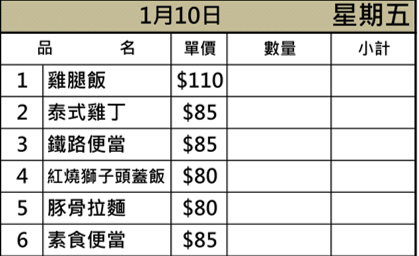 1月10日 星期五
品 名 單價 數量 小計
1 雞腿飯 $110
2 泰式雞丁 $85
3 鐵路便當 $85
4 紅燒獅子頭蓋飯 $80
5 豚骨拉麵 $80
6 素食便當 $85